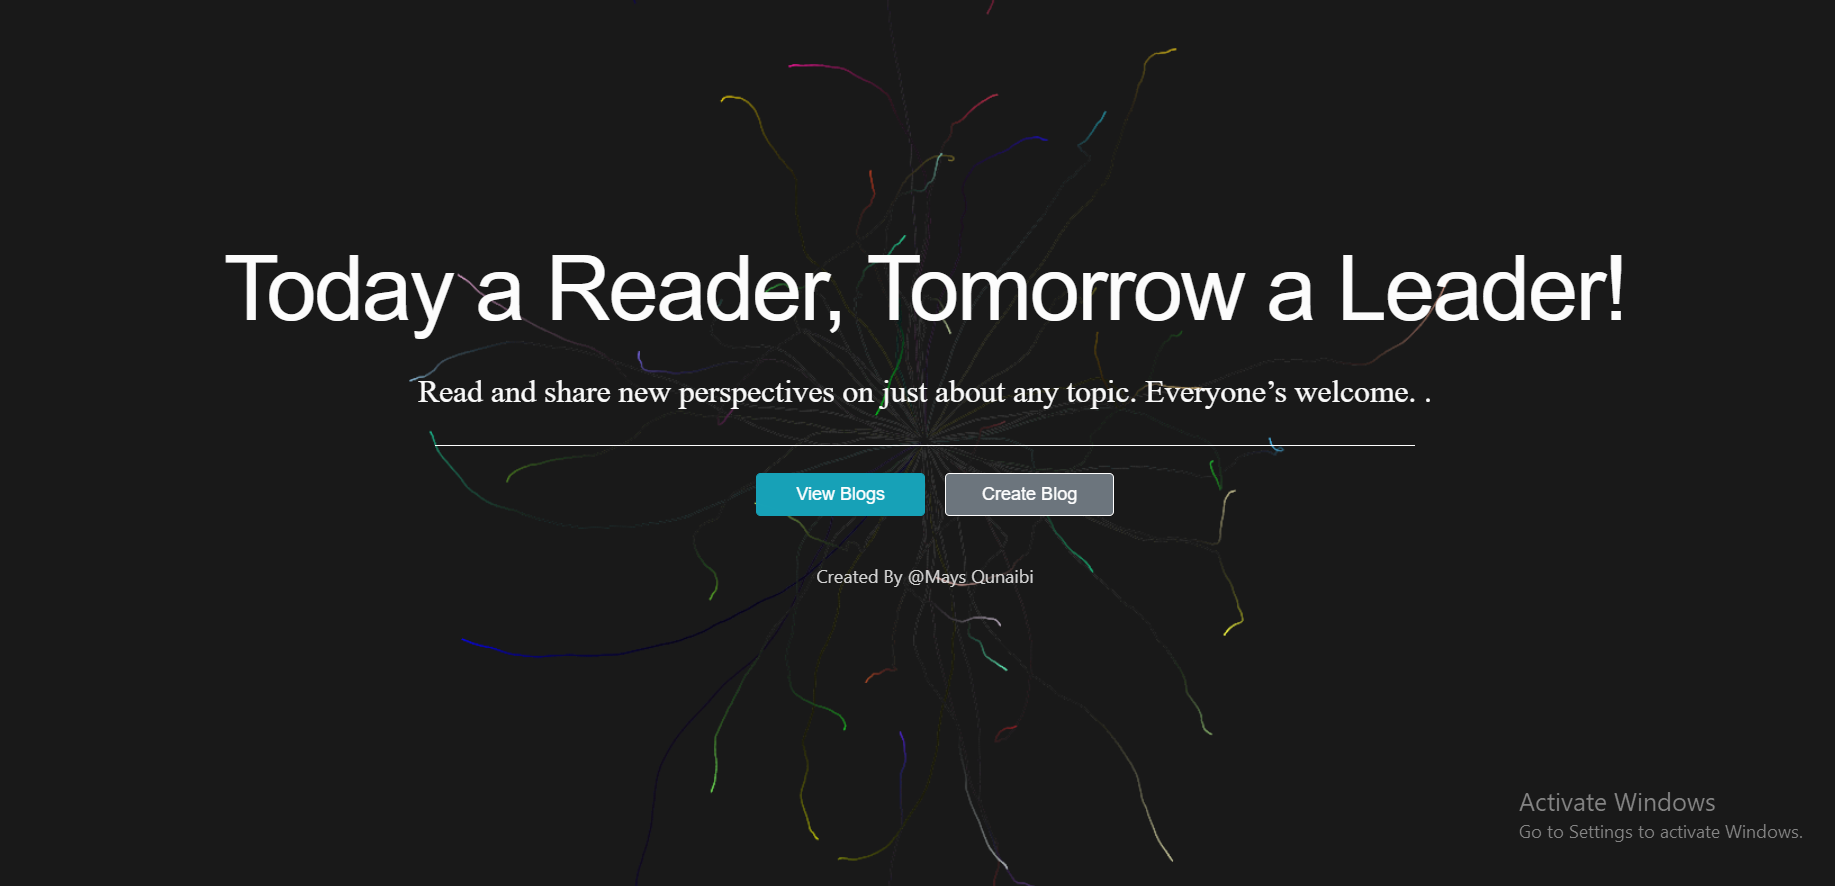 Today a Reader, Tomorrow a Leader!
Read and share new perspectives on just about any topic. Everyone’s welcome. .
View Blogs
Create Blog
Created By @Mays Qunaibi
Activate Windows
Go to Settings to activate Windows.